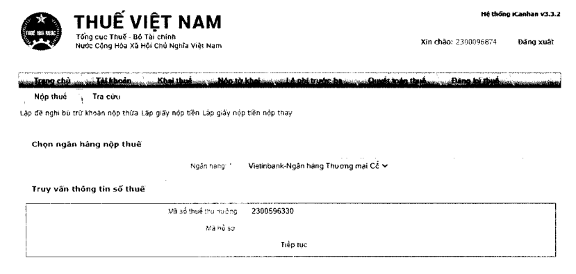 Hệ thống iCanhan v3.3.2
THUẾ VIỆT NAM
Tổng cục Thuế - Bộ Tài chính
Nước Cộng Hòa Xã Hội Chủ Nghĩa Việt Nam
Xin chào: 2300096674 Đăng xuất
Trang chủ Tài khoản Khai thuế Nộp tờ khai Lệ phí trước bạ Quyết toán thuế Đăng ký thuế
Nộp thuế Tra cứu
Lập đề nghị bù trừ khoản nộp thừa Lập giấy nộp tiền Lập giấy nộp tiền nộp thay
Chọn ngân hàng nộp thuế
Ngân hàng * Vietinbank-Ngân hàng Thương mại Cổ
Truy vấn thông tin số thuế
Mã số thuế thụ hưởng 2300596330
Mã hồ sơ
Tiếp tục